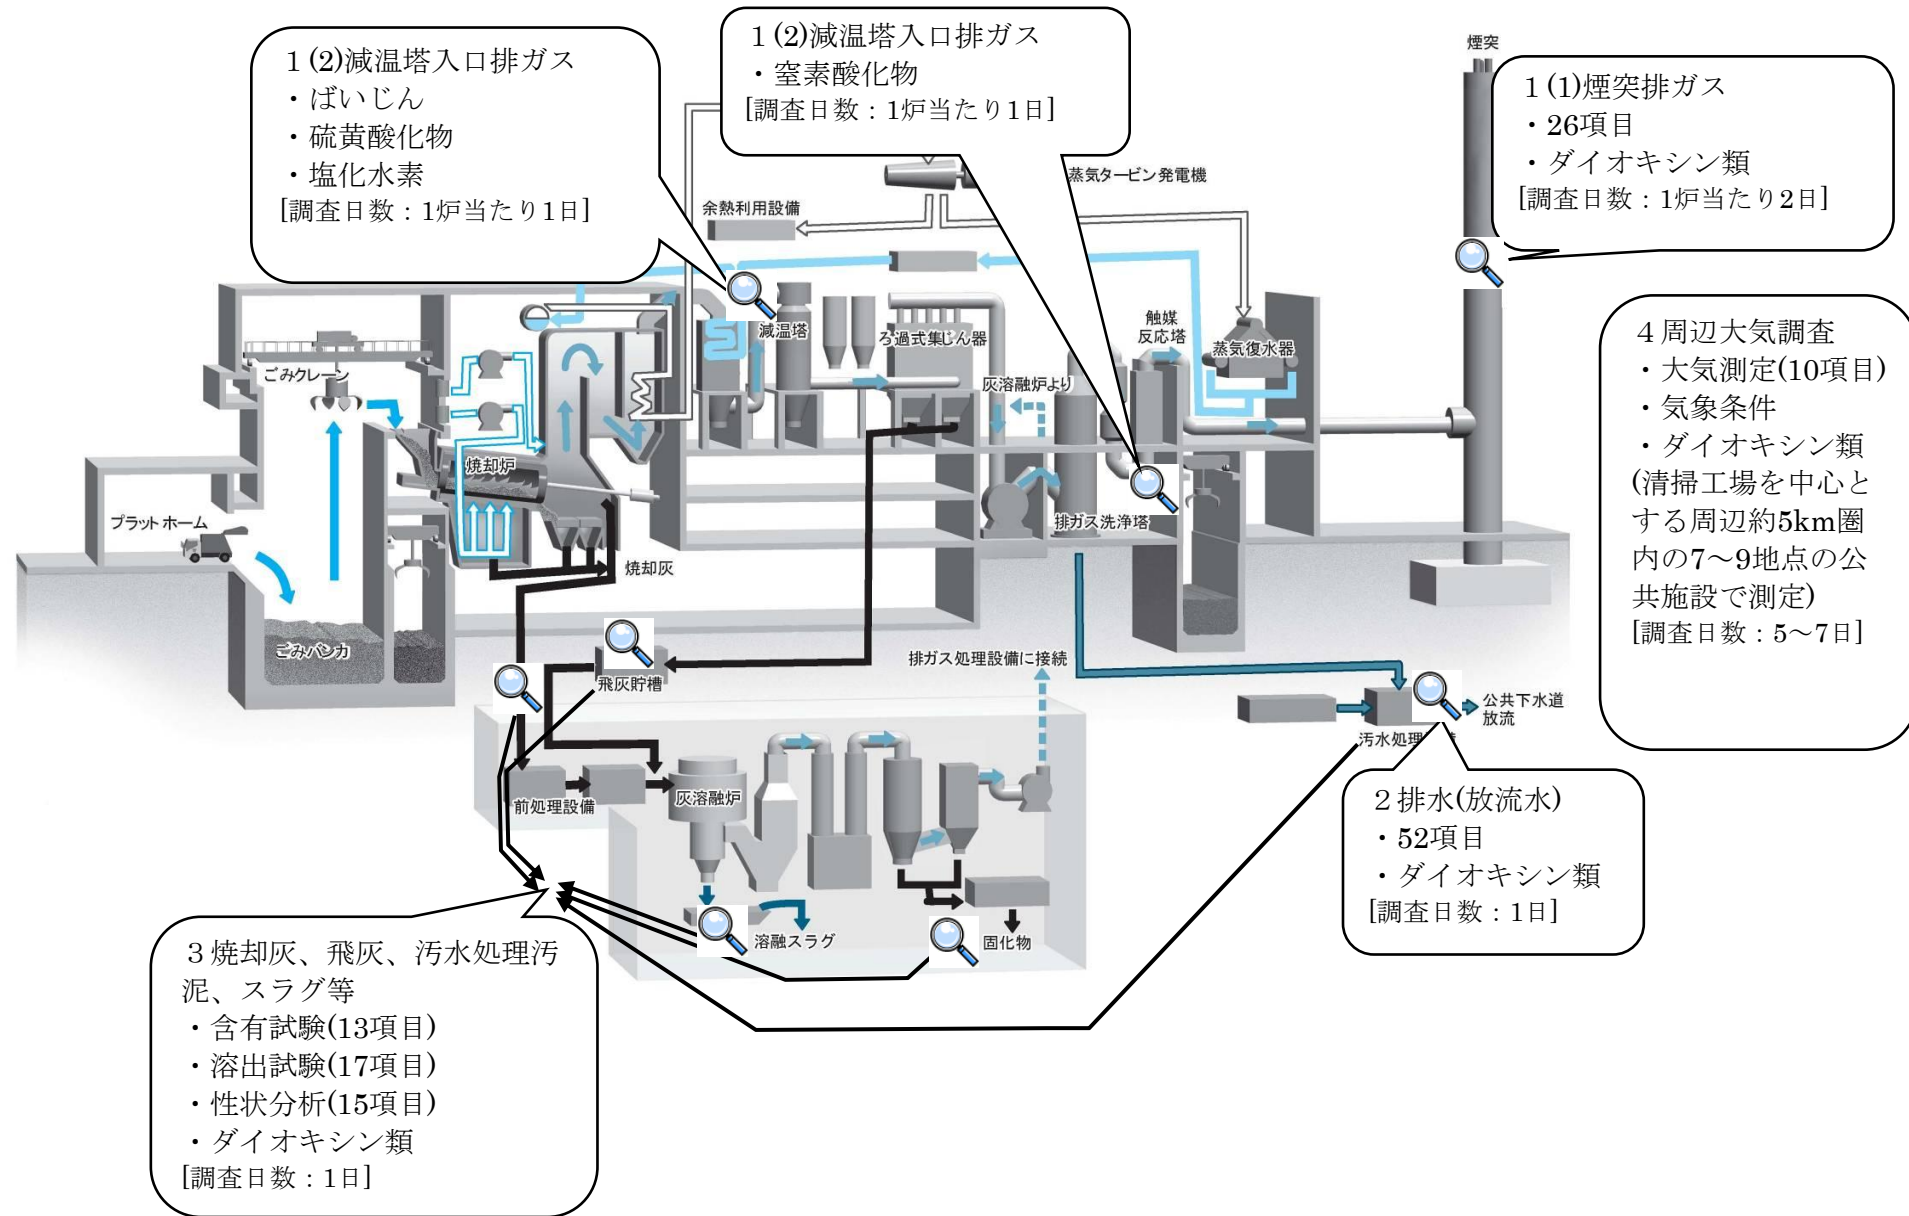 １(2)減温塔入口排ガス
・ばいじん
・硫黄酸化物
・塩化水素
[調査日数：1炉当たり1日]
１(2)減温塔入口排ガス
・窒素酸化物
[調査日数：1炉当たり1日]
煙突
１(1)煙突排ガス
・26項目
・ダイオキシン類
[調査日数：1炉当たり2日]
蒸気タービン発電機
余熱利用設備
減温塔
ろ過式集じん器
触媒
反応塔
蒸気復水器
ごみクレーン
灰溶融炉より
焼却炉
プラットホーム
排ガス洗浄塔
焼却灰
ごみバンカ
飛灰貯槽
排ガス処理設備に接続
公共下水道
放流
汚水処理
４周辺大気調査
・大気測定(10項目)
・気象条件
・ダイオキシン類
(清掃工場を中心と
する周辺約5km圏
内の7～9地点の公
共施設で測定)
[調査日数：5～7日]
前処理設備
灰溶融炉
溶融スラグ
固化物
２排水(放流水)
・52項目
・ダイオキシン類
[調査日数：1日]
３焼却灰、飛灰、汚水処理汚
泥、スラグ等
・含有試験(13項目)
・溶出試験(17項目)
・性状分析(15項目)
・ダイオキシン類
[調査日数：1日]